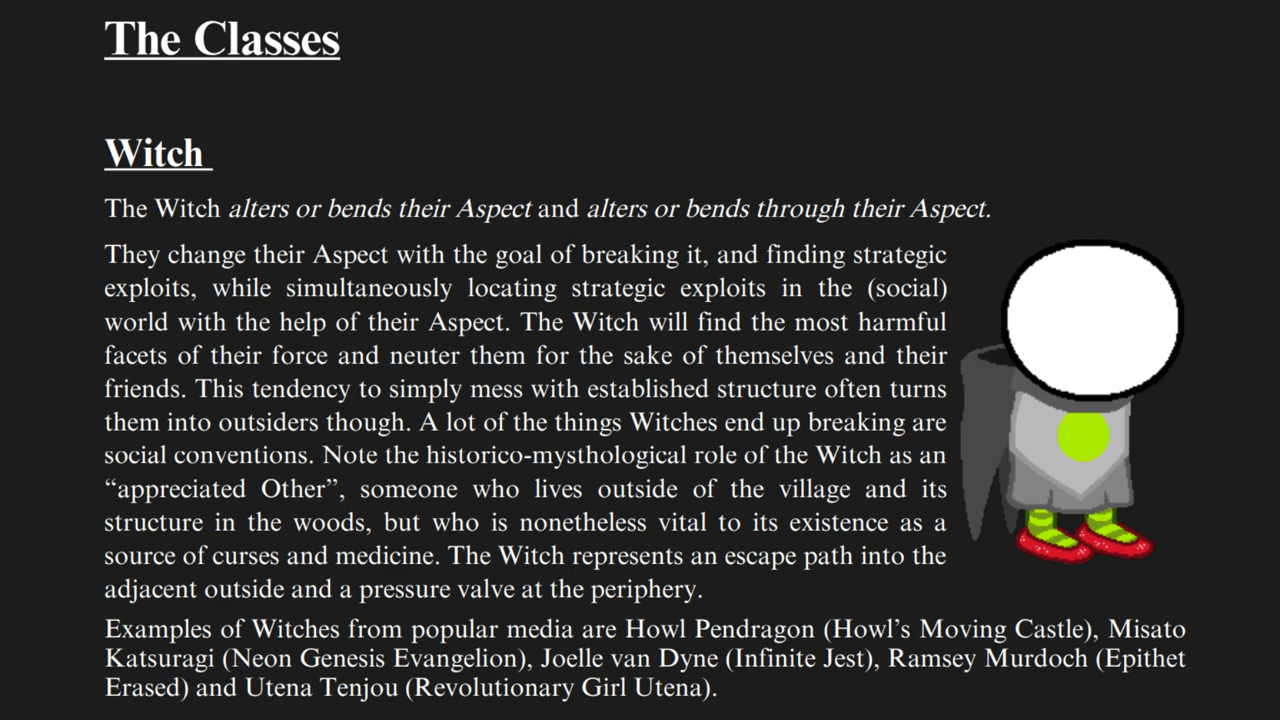 The Classes
Witch
The Witch alters or bends their Aspect and alters or bends through their Aspect.
They change their Aspect with the goal of breaking it, and finding strategic
exploits, while simultaneously locating strategic exploits in the (social)
world with the help of their Aspect. The Witch will find the most harmful
facets of their force and neuter them for the sake of themselves and their
friends. This tendency to simply mess with established structure often turns
them into outsiders though. A lot of the things Witches end up breaking are
social conventions. Note the historico-mysthological role of the Witch as an
“appreciated Other”, someone who lives outside of the village and its
structure in the woods, but who is nonetheless vital to its existence as a
source of curses and medicine. The Witch represents an escape path into the
adjacent outside and a pressure valve at the periphery.
Examples of Witches from popular media are Howl Pendragon (Howl’s Moving Castle), Misato
Katsuragi (Neon Genesis Evangelion), Joelle van Dyne (Infinite Jest), Ramsey Murdoch (Epithet
Erased) and Utena Tenjou (Revolutionary Girl Utena).